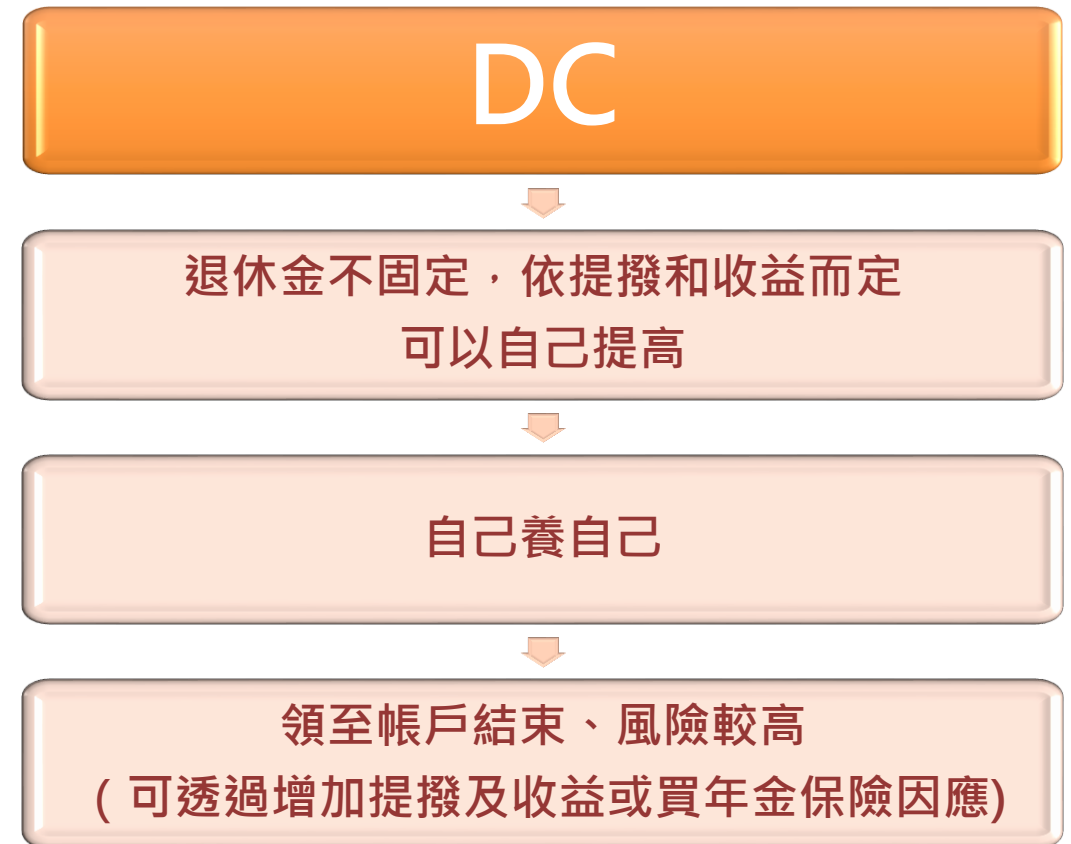 DC
退休金不固定，依提撥和收益而定
可以自己提高
自己養自己
領至帳戶結束、風險較高
(可透過增加提撥及收益或買年金保險因應)